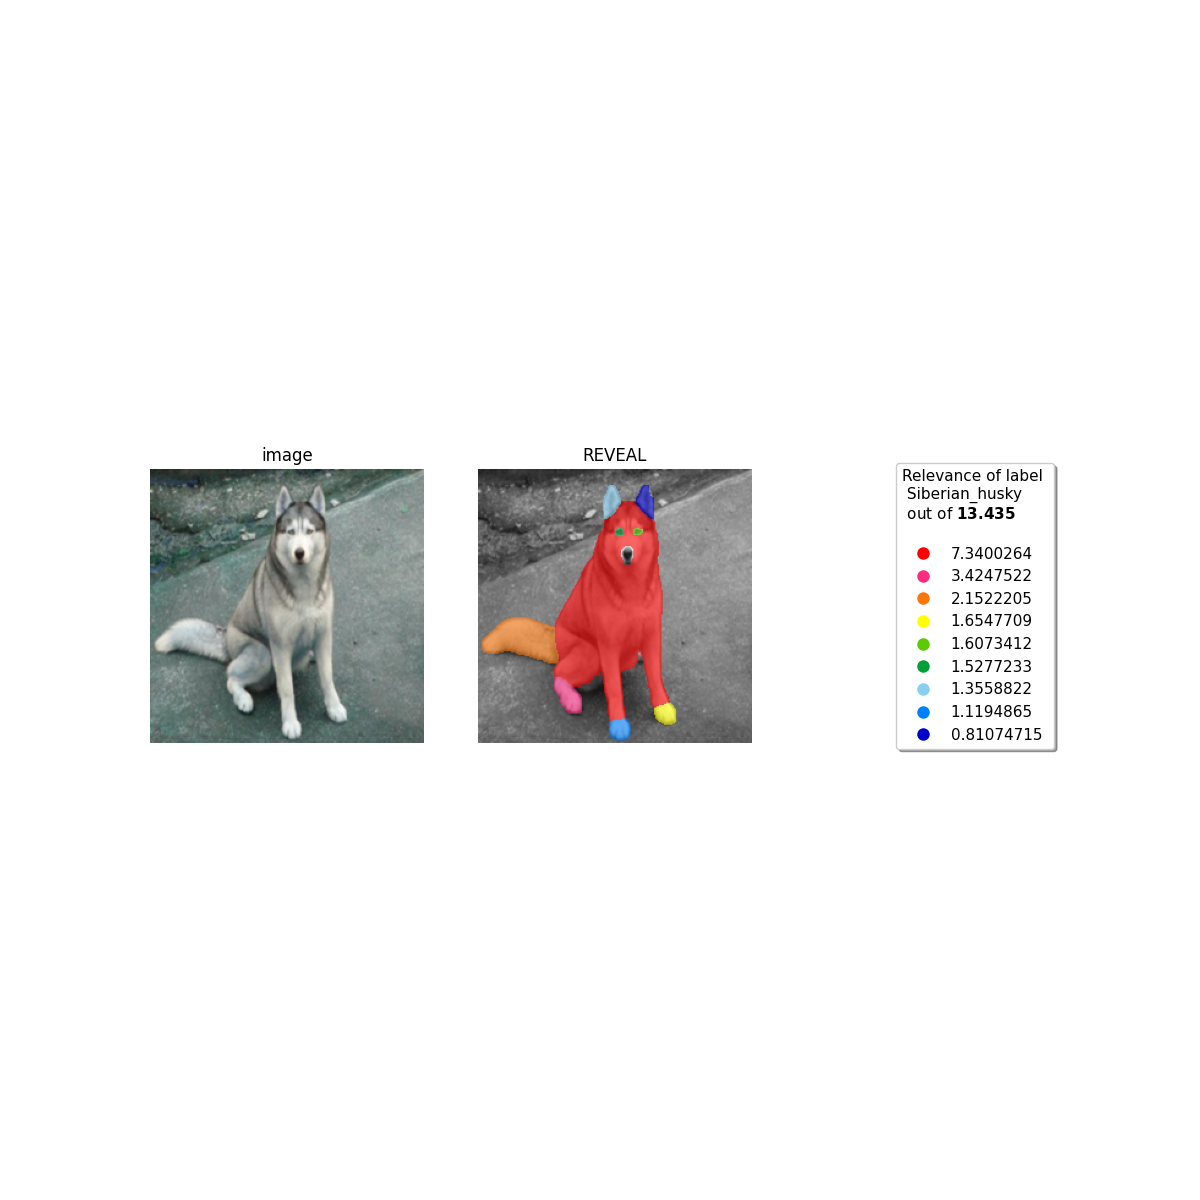 image
REVEAL
Relevance of label
Siberian_husky
out of 13.435
7.3400264
3.4247522
2.1522205
1.6547709
1.6073412
1.5277233
1.3558822
1.1194865
0.81074715